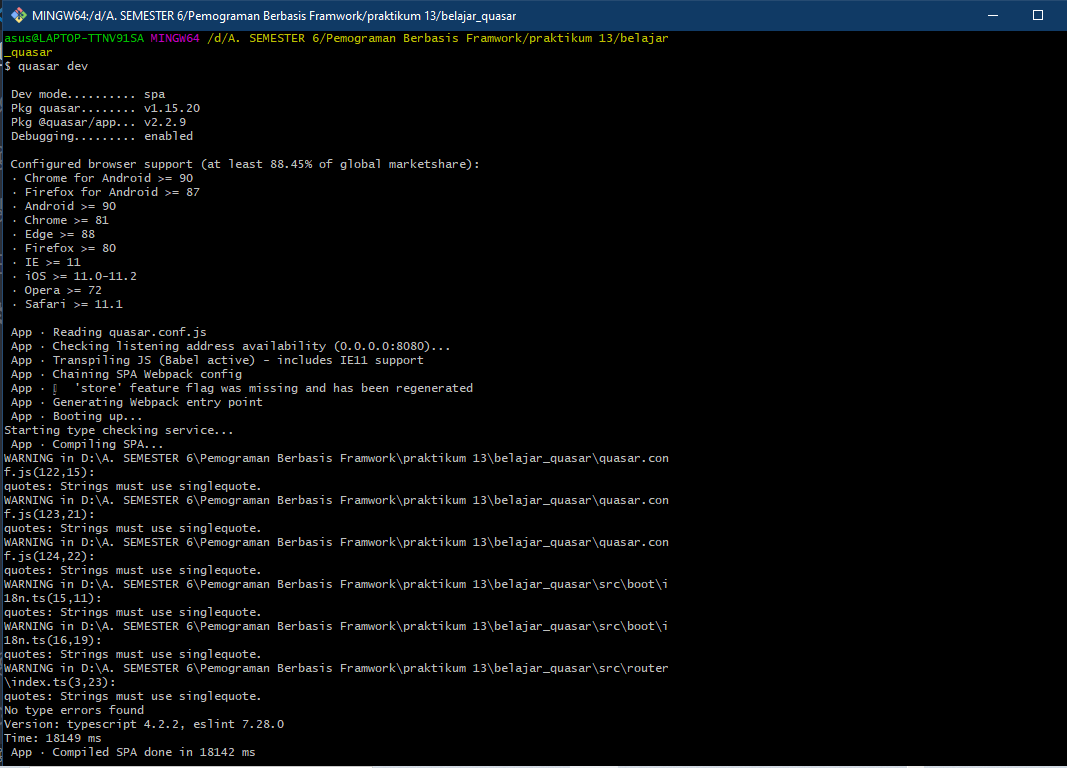 MINGW64:/d/A. SEMESTER 6/Pemograman Berbasis Framwork/praktikum 13/belajar_quasar
asus@LAPTOP-TTNV91SA MINGW64 /d/A. SEMESTER 6/Pemograman Berbasis Framwork/praktikum 13/belajar
_quasar
$ quasar dev
Dev mode.......... spa
Pkg quasar........ v1.15.20
Pkg @quasar/app... v2.2.9
Debugging......... enabled
Configured browser support (at least 88.45% of global marketshare):
· Chrome for Android >= 90
· Firefox for Android >= 87
· Android >= 90
· Chrome >= 81
· Edge >= 88
· Firefox >= 80
· IE >= 11
· iOS >= 11.0-11.2
· Opera >= 72
· Safari >= 11.1
App · Reading quasar.conf.js
App · Checking listening address availability (0.0.0.0:8080)...
App · Transpiling JS (Babel active) - includes IE11 support
App · Chaining SPA Webpack config
App · 'store' feature flag was missing and has been regenerated
App · Generating Webpack entry point
App · Booting up...
Starting type checking service...
App · Compiling SPA...
WARNING in D:\A. SEMESTER 6\Pemograman Berbasis Framwork\praktikum 13\belajar_quasar\quasar.con
f.js(122,15):
quotes: Strings must use singlequote.
WARNING in D:\A. SEMESTER 6\Pemograman Berbasis Framwork\praktikum 13\belajar_quasar\quasar.con
f.js(123,21):
quotes: Strings must use singlequote.
WARNING in D:\A. SEMESTER 6\Pemograman Berbasis Framwork\praktikum 13\belajar_quasar\quasar.con
f.js(124,22):
quotes: Strings must use singlequote.
WARNING in D:\A. SEMESTER 6\Pemograman Berbasis Framwork\praktikum 13\belajar_quasar\src\boot\i
18n.ts(15,11):
quotes: Strings must use singlequote.
WARNING in D:\A. SEMESTER 6\Pemograman Berbasis Framwork\praktikum 13\belajar_quasar\src\boot\i
18n.ts(16,19):
quotes: Strings must use singlequote.
WARNING in D:\A. SEMESTER 6\Pemograman Berbasis Framwork\praktikum 13\belajar_quasar\src\router
\index.ts(3,23):
quotes: Strings must use singlequote.
No type errors found
Version: typescript 4.2.2, eslint 7.28.0
Time: 18149 ms
App · Compiled SPA done in 18142 ms